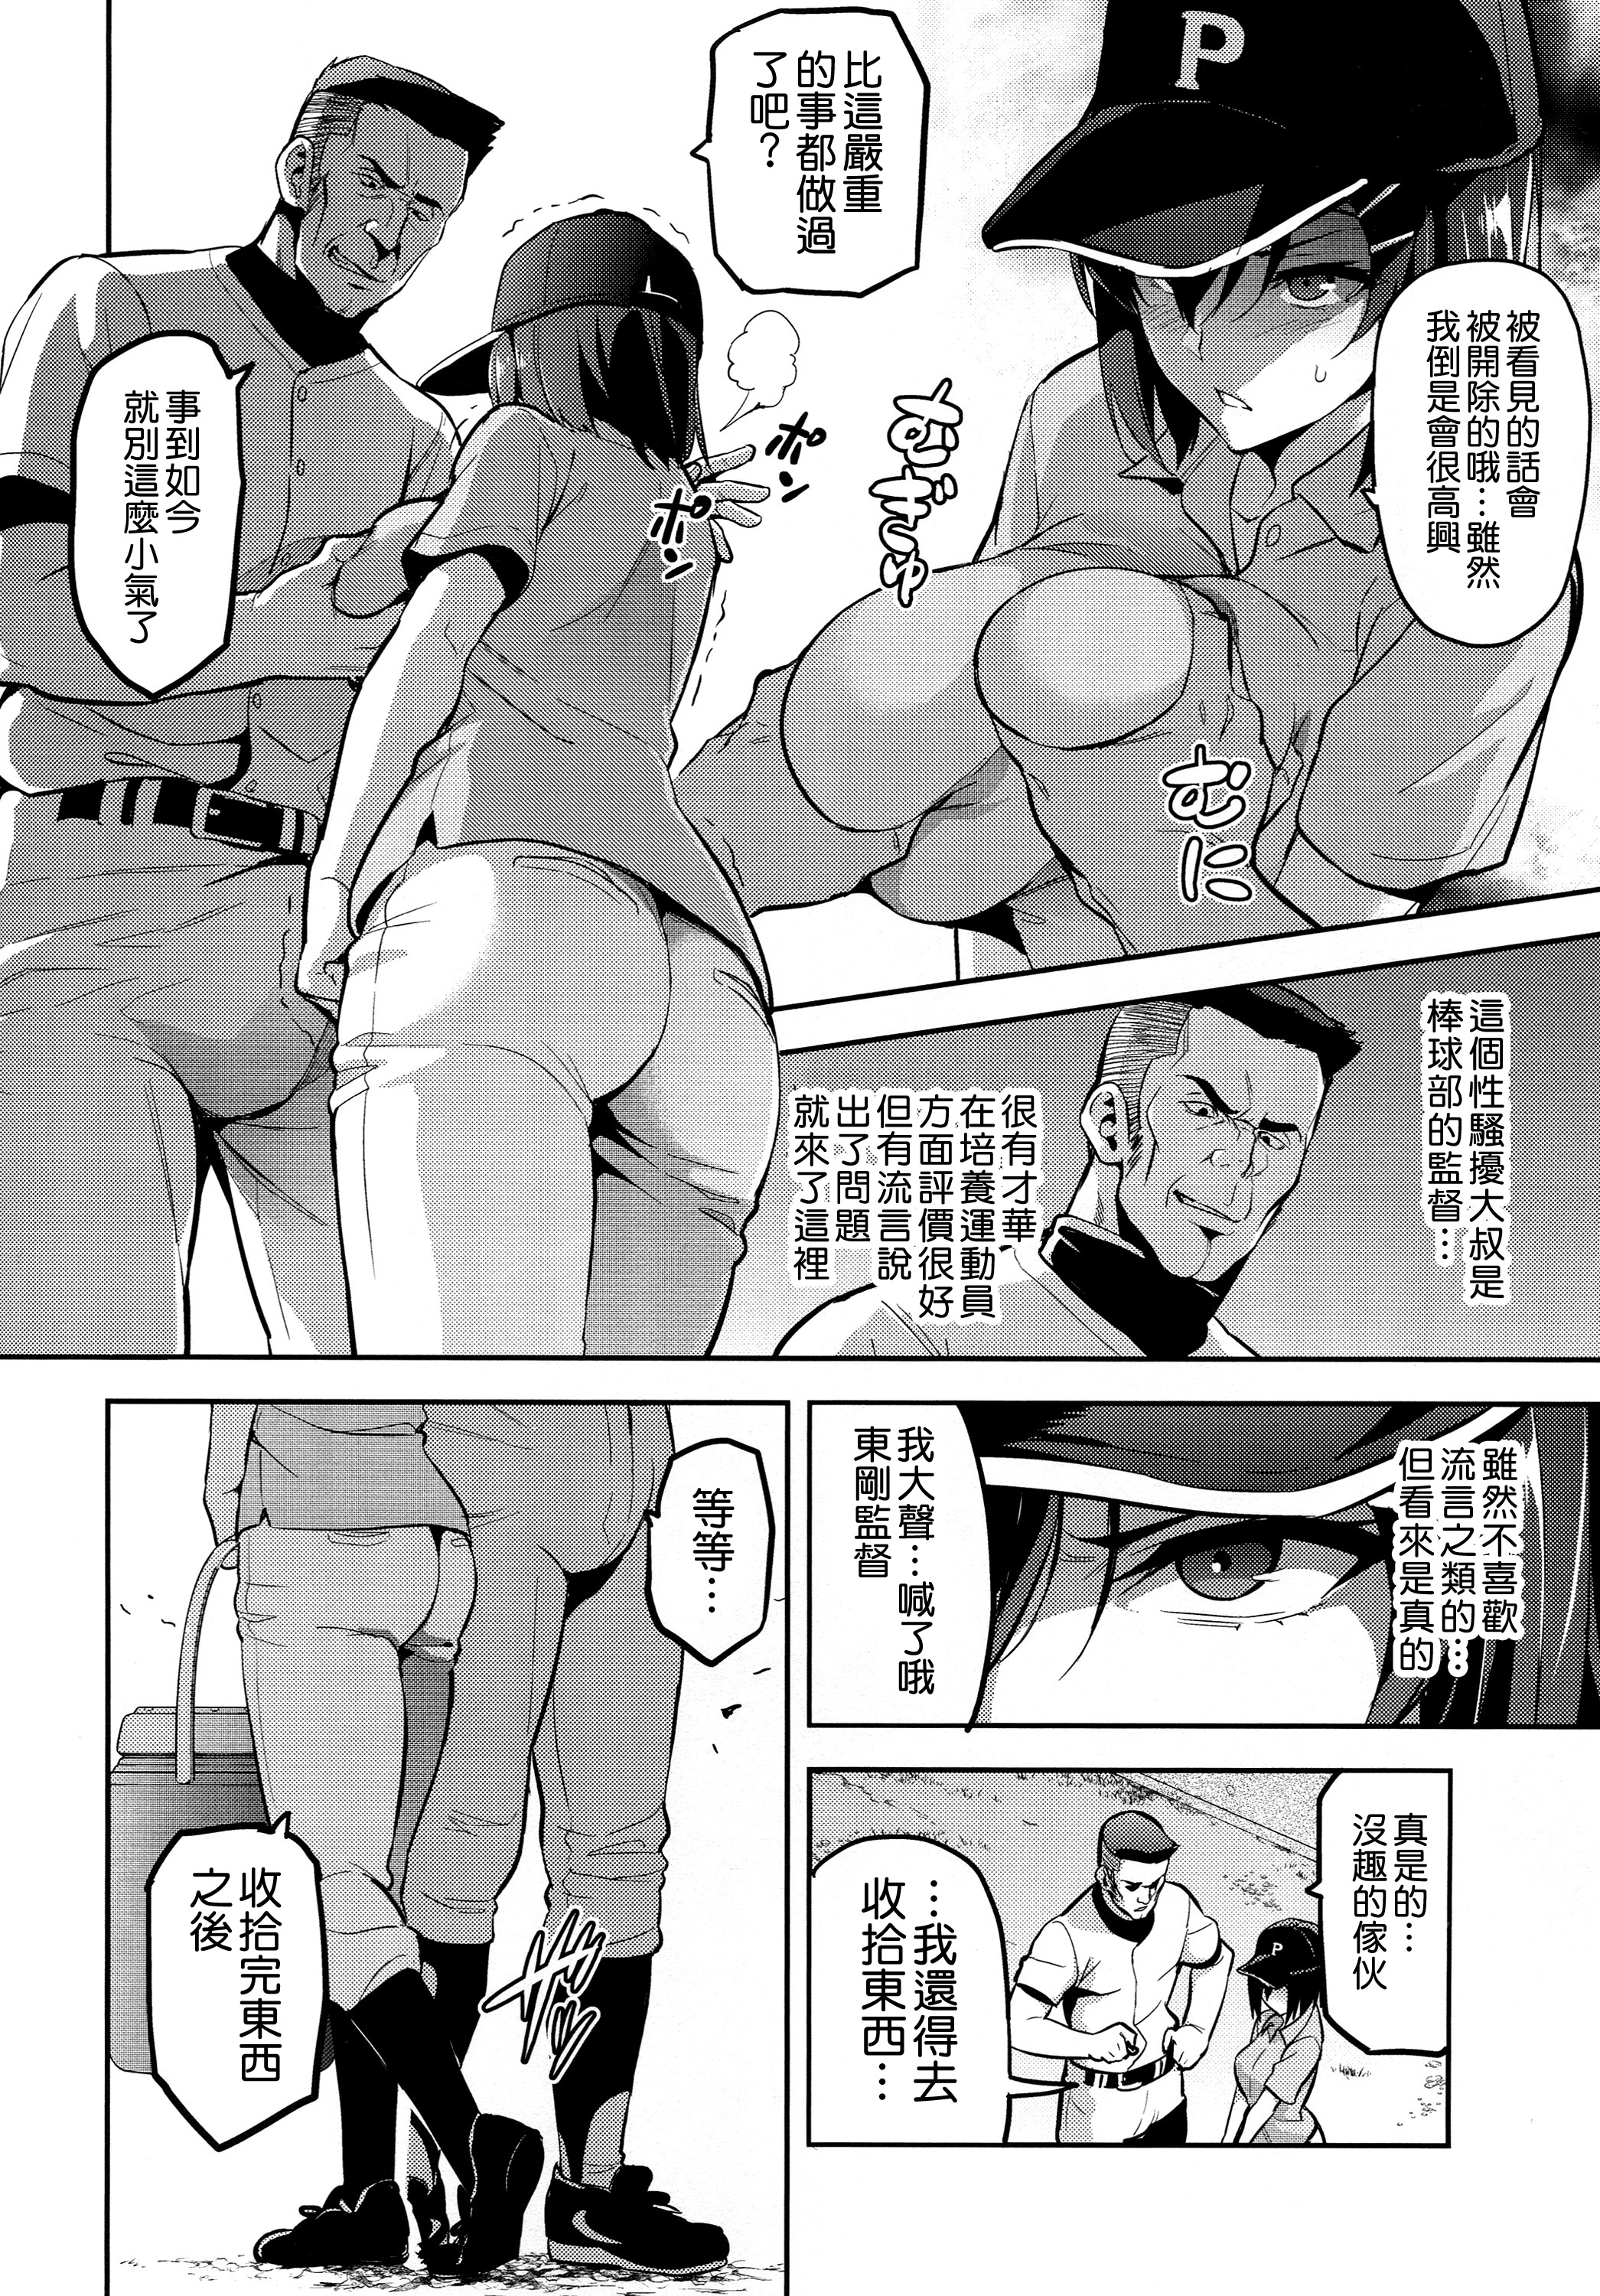 P
被看見的話會
被開除的哦…雖然
我倒是會很高興
比這嚴重
的事都做過
了吧？
むぎゅ
むに
ポン
ポン
事到如今
就別這麼小氣了
這個性騷擾大叔是
棒球部的監督…
很有才華
在培養運動員
方面評價很好
但有流言說
出了問題
就來了這裡
雖然不喜歡
流言之類的…
但看來是真的
我大聲…喊了哦
東剛監督
真是的…
沒趣的傢伙
P
…我還得去
收拾東西…
等等…
收拾完東西
之後
ザッ